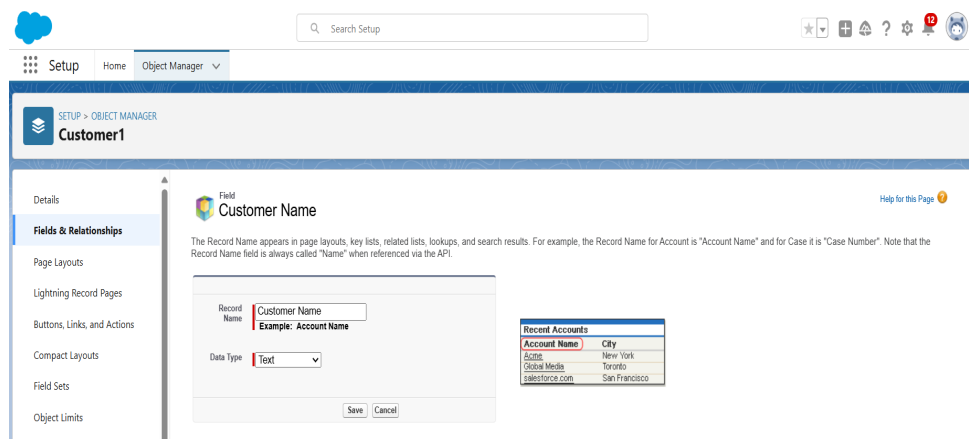 Search Setup
12
Setup
Home
Object Manager
SETUP > OBJECT MANAGER
Customer1
Details
Fields & Relationships
Page Layouts
Lightning Record Pages
Buttons, Links, and Actions
Compact Layouts
Field Sets
Object Limits
Field
Customer Name
Help for this Page ?
The Record Name appears in page layouts, key lists, related lists, lookups, and search results. For example, the Record Name for Account is "Account Name" and for Case it is "Case Number". Note that the
Record Name field is always called "Name" when referenced via the API.
Record
Name
Customer Name
Example: Account Name
Data Type
Text
Save Cancel
Recent Accounts
Account Name City
Acme New York
Global Media Toronto
salesforce.com San Francisco